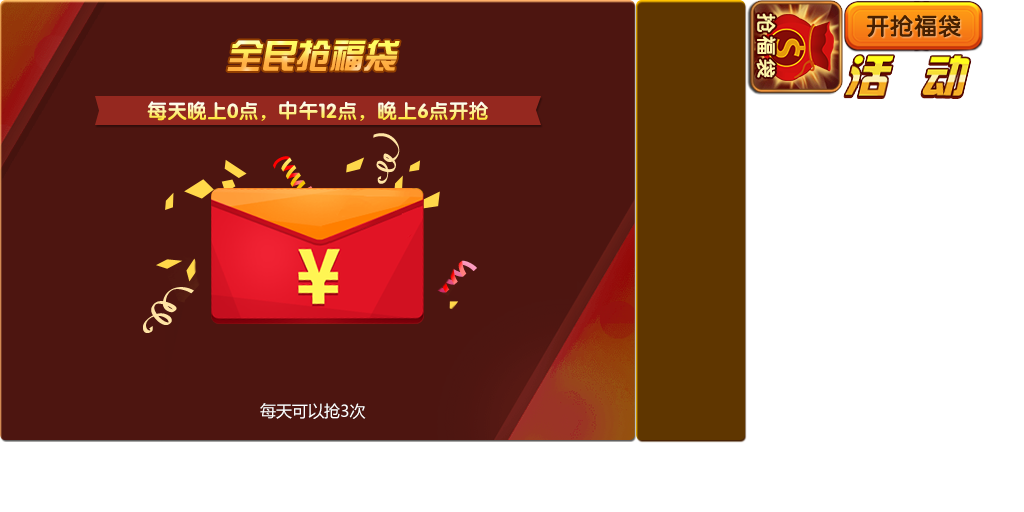 全民抢福袋
每天晚上0点，中午12点，晚上6点开抢
¥
每天可以抢3次
抢福袋
$
开抢福袋
活 动